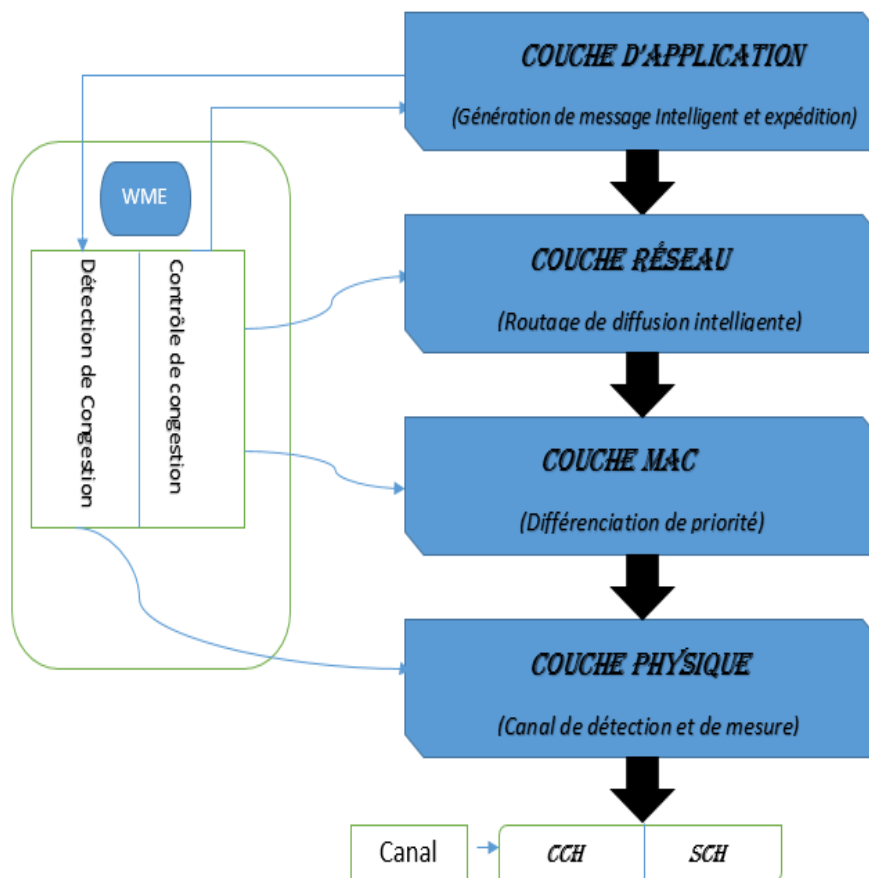 COUCHE D'APPLICATION
(Génération de message Intelligent et expédition)
WME
Détection de Congestion
Contrôle de congestion
COUCHE RÉSEAU
(Routage de diffusion intelligente)
COUCHE MAC
(Différenciation de priorité)
COUCHE PHYSIQUE
(Canal de détection et de mesure)
Canal
CCH
SCH